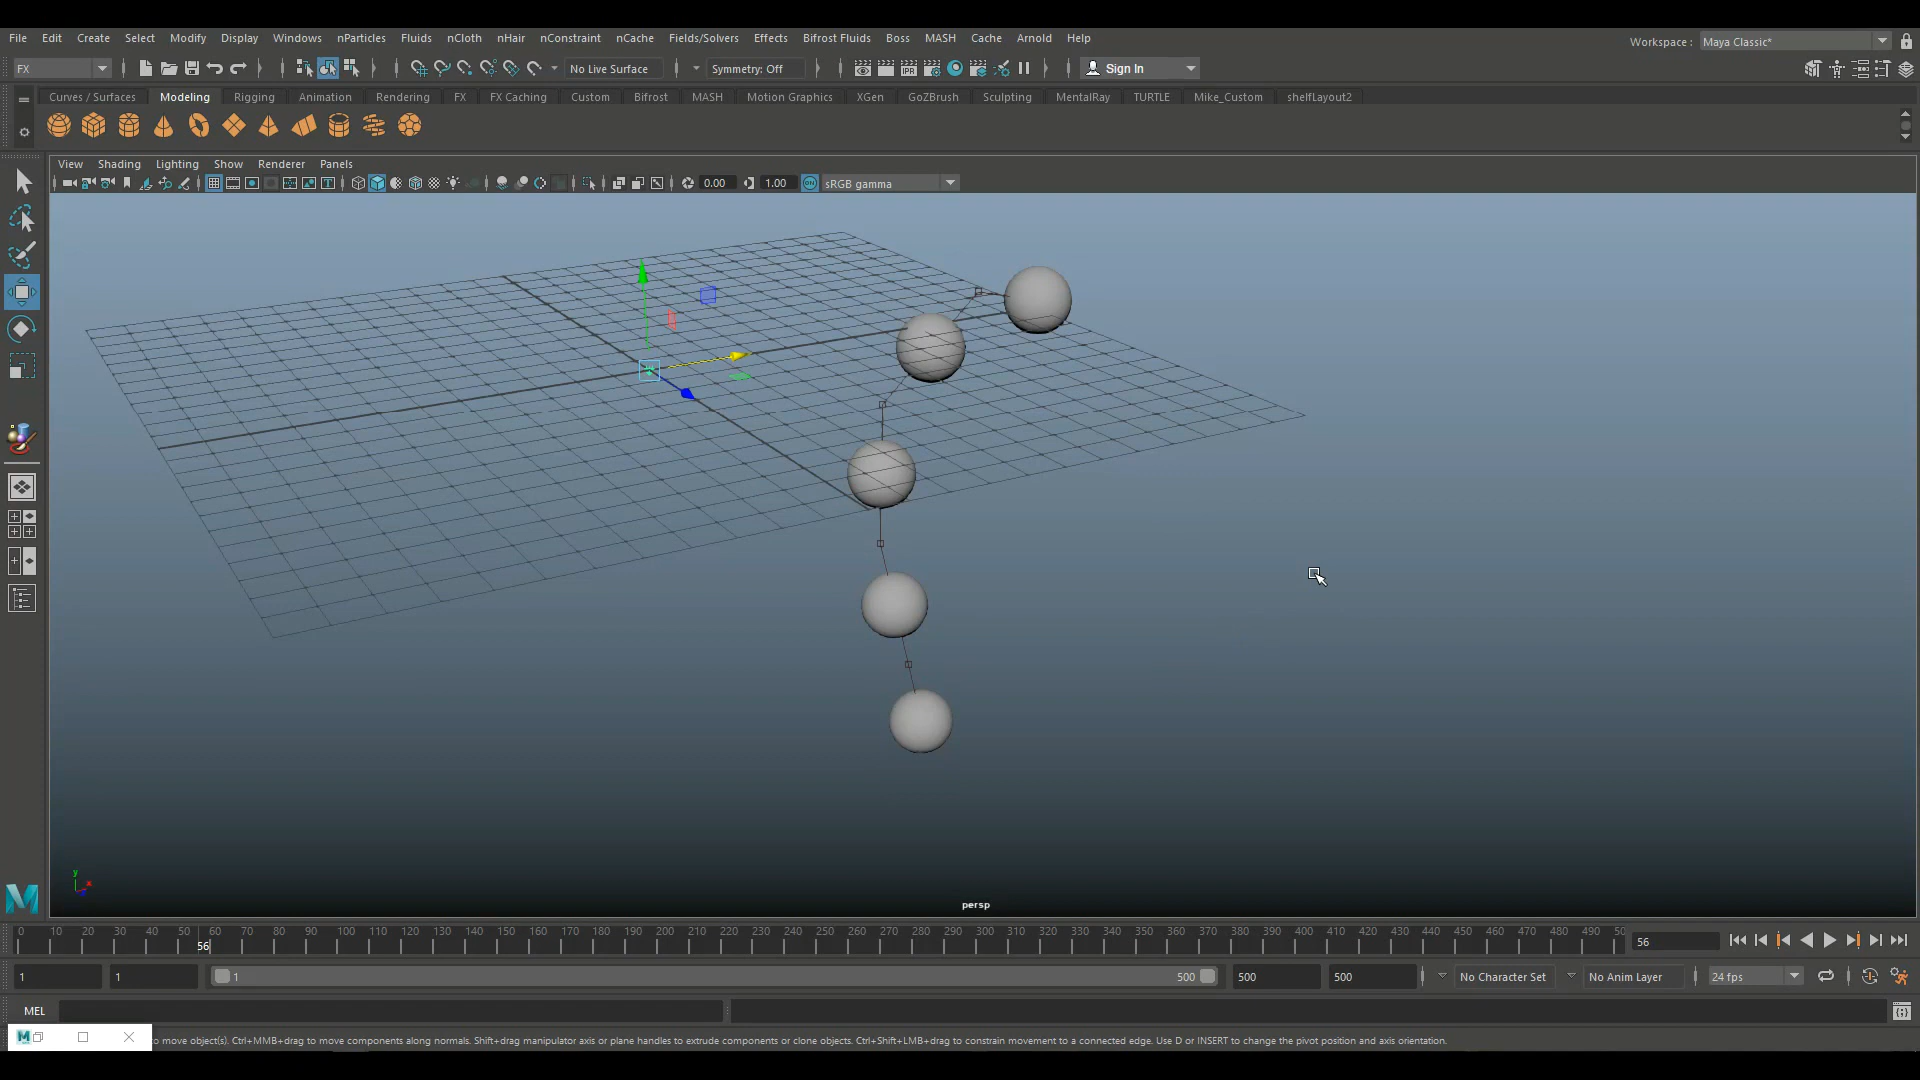 File Edit Create Select Modify Display Windows nParticles Fluids nCloth nHair nConstraint nCache Fields/Solvers Effects Bifrost Fluids Boss MASH Cache Arnold Help
Workspace : Maya Classic*
FX No Live Surface Symmetry: Off IPR Sign In
Curves / Surfaces Modeling Rigging Animation Rendering FX FX Caching Custom Bifrost MASH Motion Graphics XGen GoZBrush Sculpting MentalRay TURTLE Mike_Custom shelfLayout2
View Shading Lighting Show Renderer Panels
0.00 1.00 ON sRGB gamma
y
x
persp
0 10 20 30 40 50 60 70 80 90 100 110 120 130 140 150 160 170 180 190 200 210 220 230 240 250 260 270 280 290 300 310 320 330 340 350 360 370 380 390 400 410 420 430 440 450 460 470 480 490 50
56 56
1 1 1 500 500 500 No Character Set No Anim Layer 24 fps
MEL
M to move object(s). Ctrl+MMB+drag to move components along normals. Shift+drag manipulator axis or plane handles to extrude components or clone objects. Ctrl+Shift+LMB+drag to constrain movement to a connected edge. Use D or INSERT to change the pivot position and axis orientation.